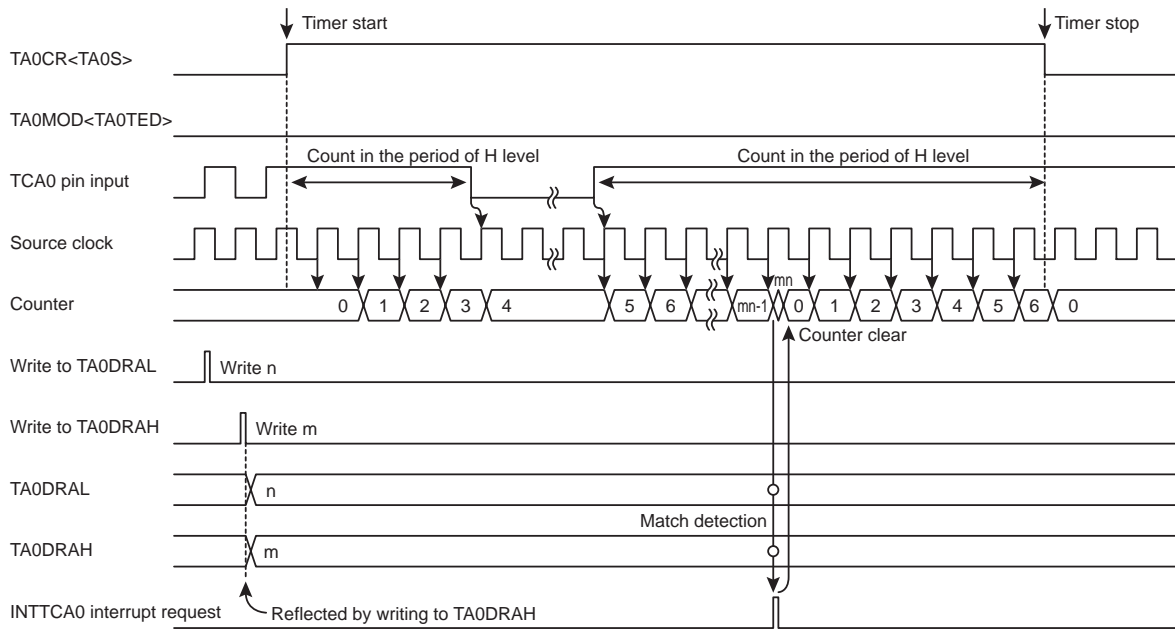 Timer start
Timer stop
TA0CR<TA0S>
TA0MOD<TA0TED>
Count in the period of H level
Count in the period of H level
TCA0 pin input
Source clock
mn
Counter
0 1 2 3 4 5 6 mn-1 0 1 2 3 4 5 6 0
Counter clear
Write to TA0DRAL
Write n
Write to TA0DRAH
Write m
TA0DRAL
n
Match detection
TA0DRAH
m
INTTCA0 interrupt request
Reflected by writing to TA0DRAH